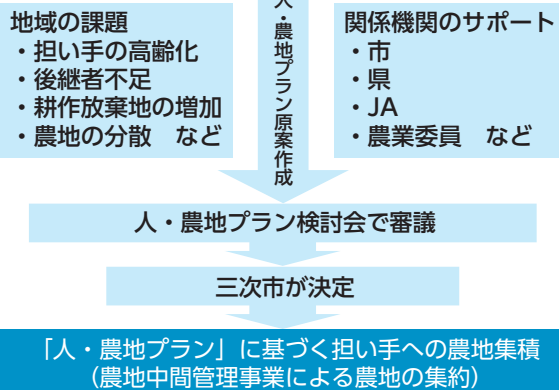 地域の課題
・担い手の高齢化
・後継者不足
・耕作放棄地の増加
・農地の分散　など
人・農地プラン原案作成
関係機関のサポート
・市
・県
・JA
・農業委員　など
人・農地プラン検討会で審議
三次市が決定
「人・農地プラン」に基づく担い手への農地集積
（農地中間管理事業による農地の集約）